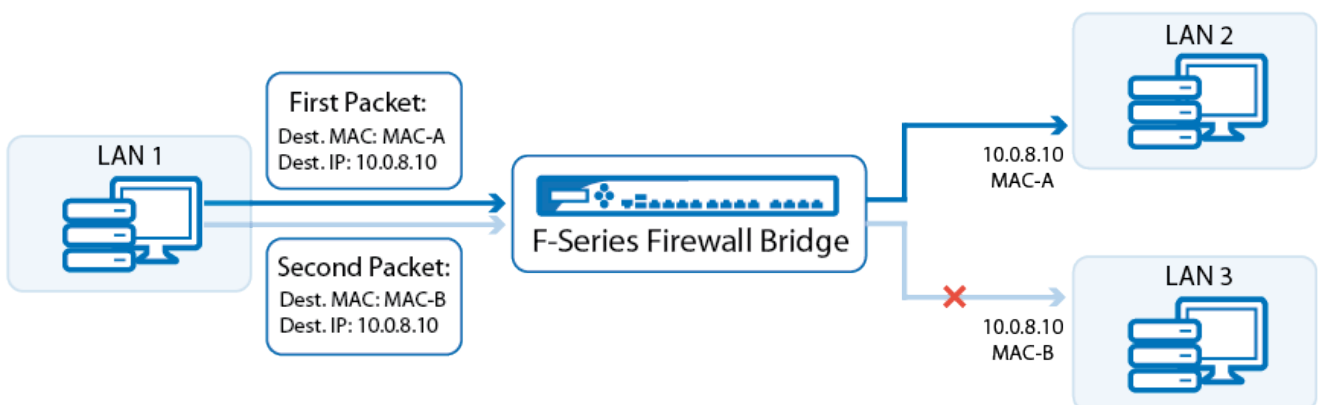 LAN 1
First Packet:
Dest. MAC: MAC-A
Dest. IP: 10.0.8.10
Second Packet:
Dest. MAC: MAC-B
Dest. IP: 10.0.8.10
F-Series Firewall Bridge
LAN 2
10.0.8.10
MAC-A
LAN 3
10.0.8.10
MAC-B